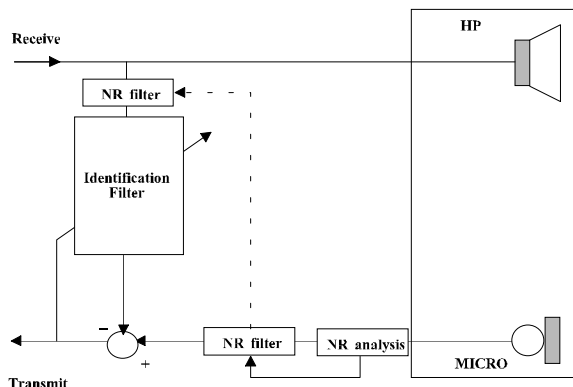 Receive
HP
NR filter
Identification
Filter
−
+
NR filter
NR analysis
MICRO
Transmit